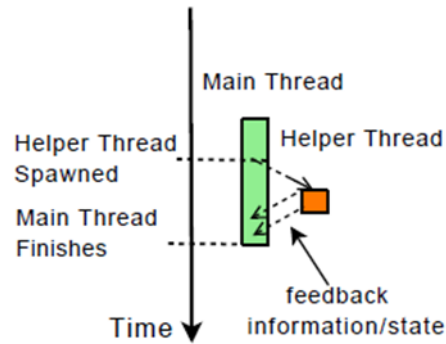 Main Thread
Helper Thread
Spawned
Helper Thread
Main Thread
Finishes
feedback
information/state
Time